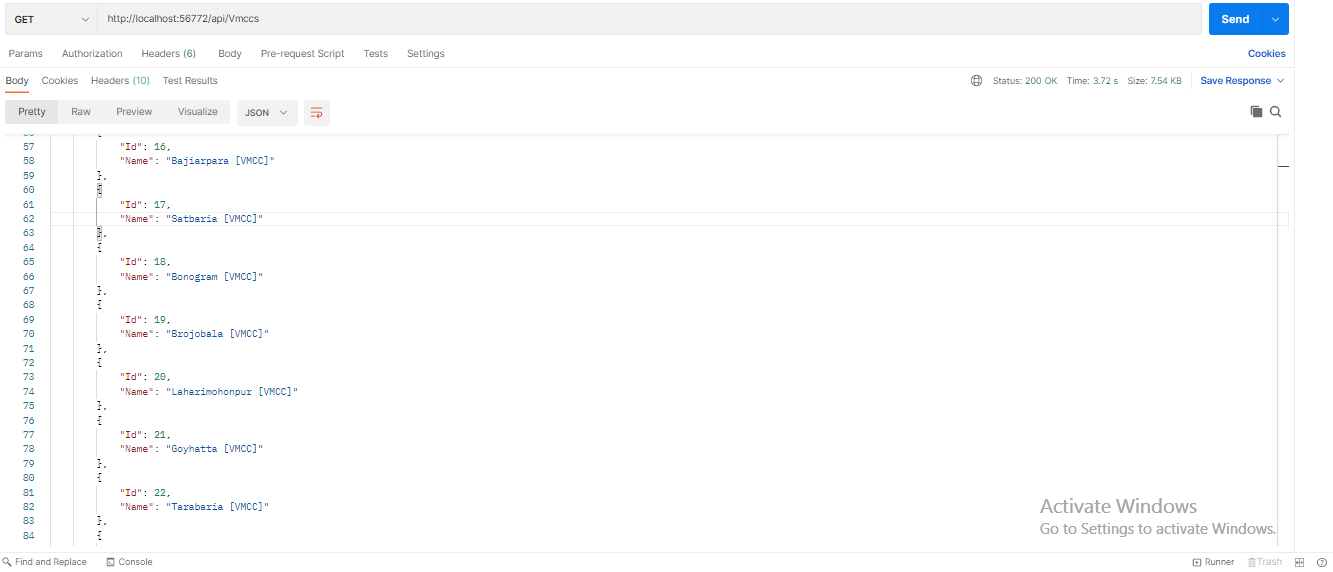 GET http://localhost:56772/api/Vmccs Send
Params Authorization Headers (6) Body Pre-request Script Tests Settings Cookies
Body Cookies Headers (10) Test Results Status: 200 OK Time: 3.72 s Size: 7.54 KB Save Response
Pretty Raw Preview Visualize JSON
57 "Id": 16,
58 "Name": "Bajiarpara [VMCC]"
59 },
60 {
61 "Id": 17,
62 "Name": "Satbaria [VMCC]"
63 },
64 {
65 "Id": 18,
66 "Name": "Bonogram [VMCC]"
67 },
68 {
69 "Id": 19,
70 "Name": "Brojobala [VMCC]"
71 },
72 {
73 "Id": 20,
74 "Name": "Laharimohonpur [VMCC]"
75 },
76 {
77 "Id": 21,
78 "Name": "Goyhatta [VMCC]"
79 },
80 {
81 "Id": 22,
82 "Name": "Tarabaria [VMCC]"
83 },
84 {
Activate Windows
Go to Settings to activate Windows.
Find and Replace Console Runner Trash